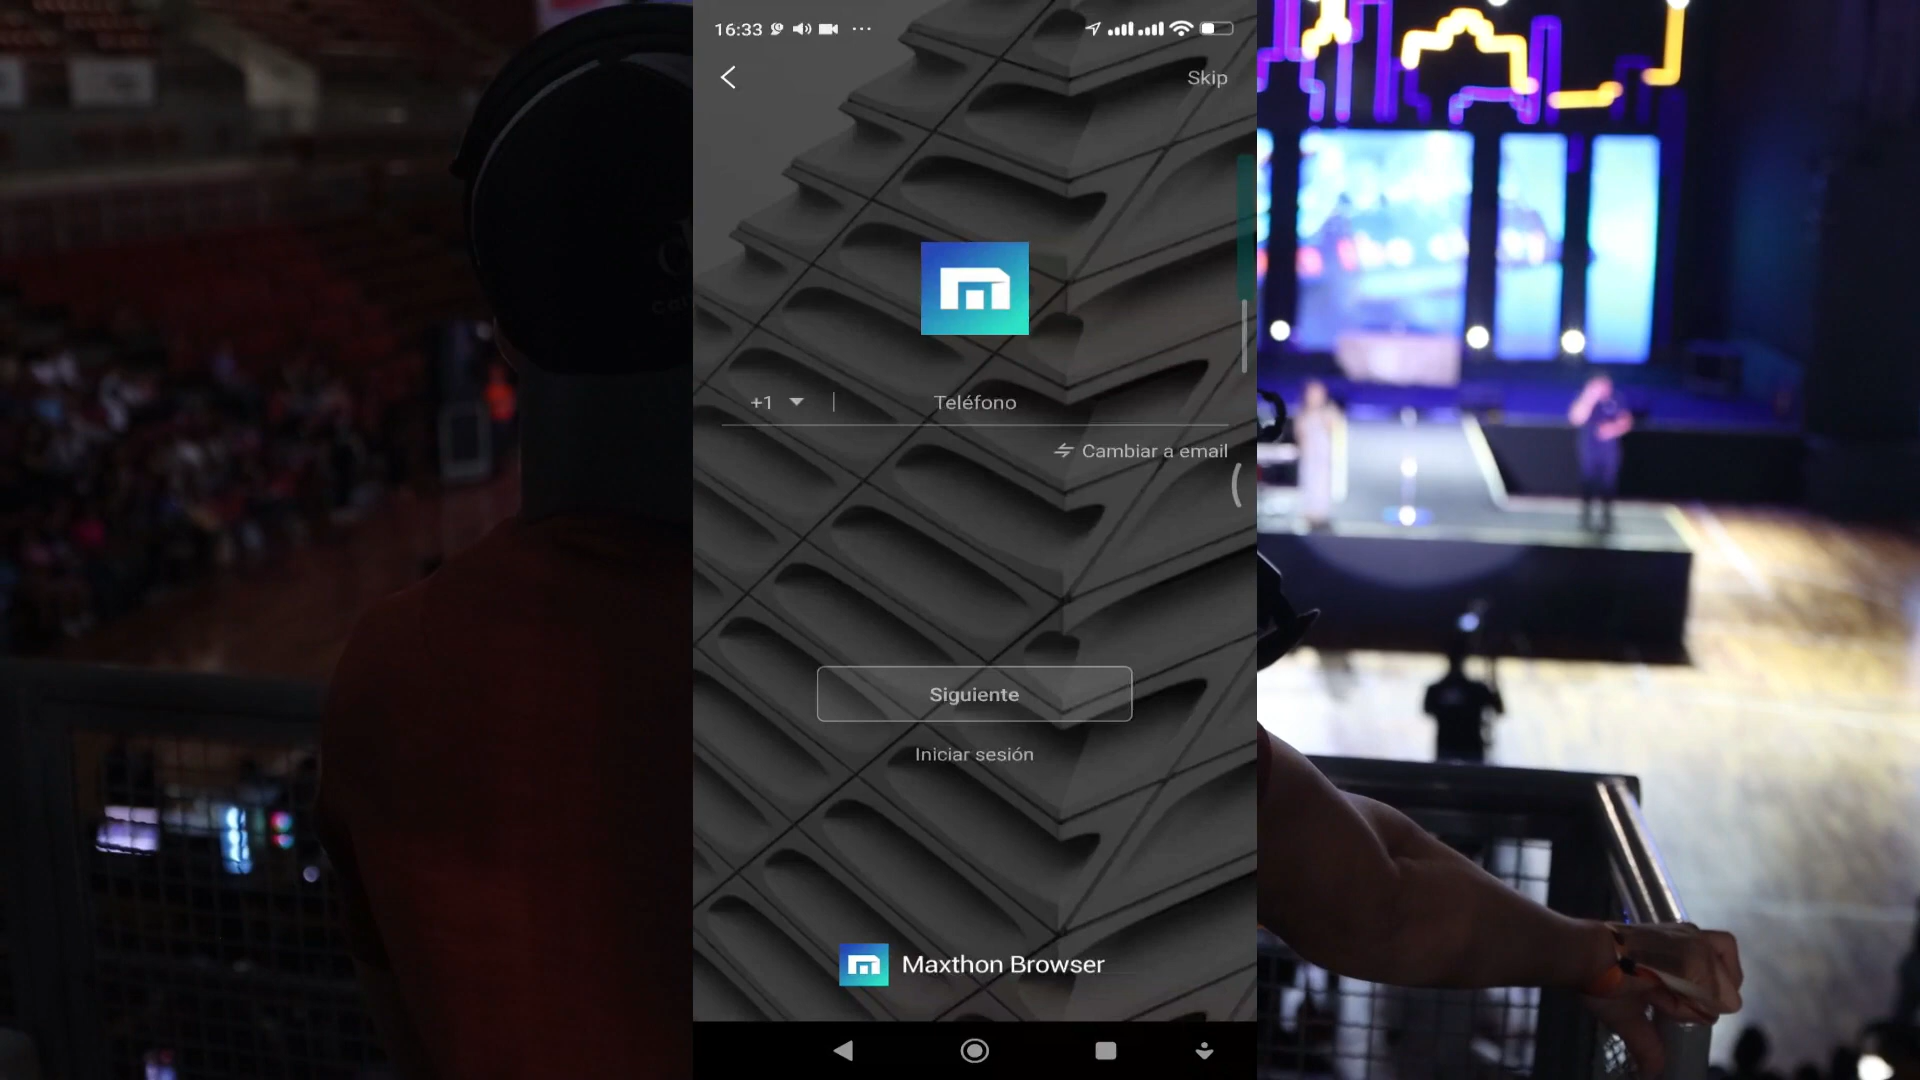 16:33
Skip
+1 Teléfono
Cambiar a email
Siguiente
Iniciar sesión
Maxthon Browser